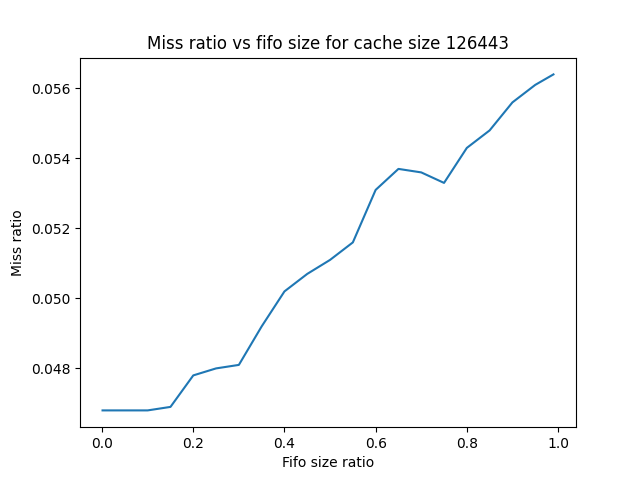 Miss ratio vs fifo size for cache size 126443
0.056
0.054
0.052
0.050
0.048
Miss ratio
0.0 0.2 0.4 0.6 0.8 1.0
Fifo size ratio